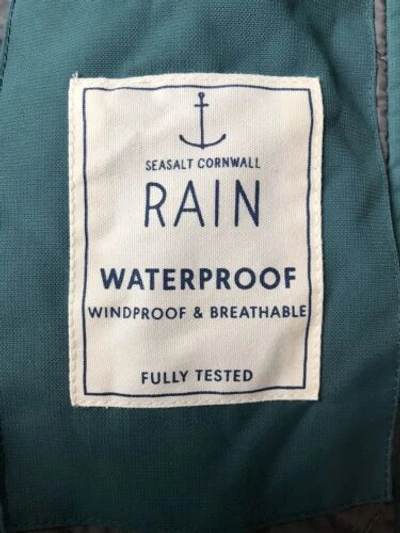 SEASALT CORNWALL
RAIN
WATERPROOF
WINDPROOF & BREATHABLE
FULLY TESTED